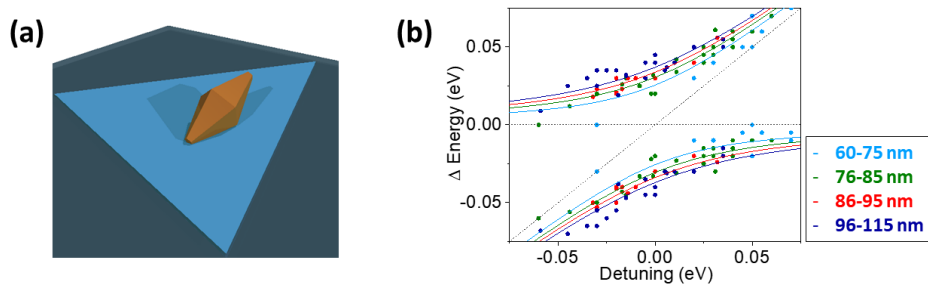 (a)
(b)
0.05
0.00
-0.05
Δ Energy (eV)
-0.05
0.00
0.05
Detuning (eV)
60-75 nm
76-85 nm
86-95 nm
96-115 nm